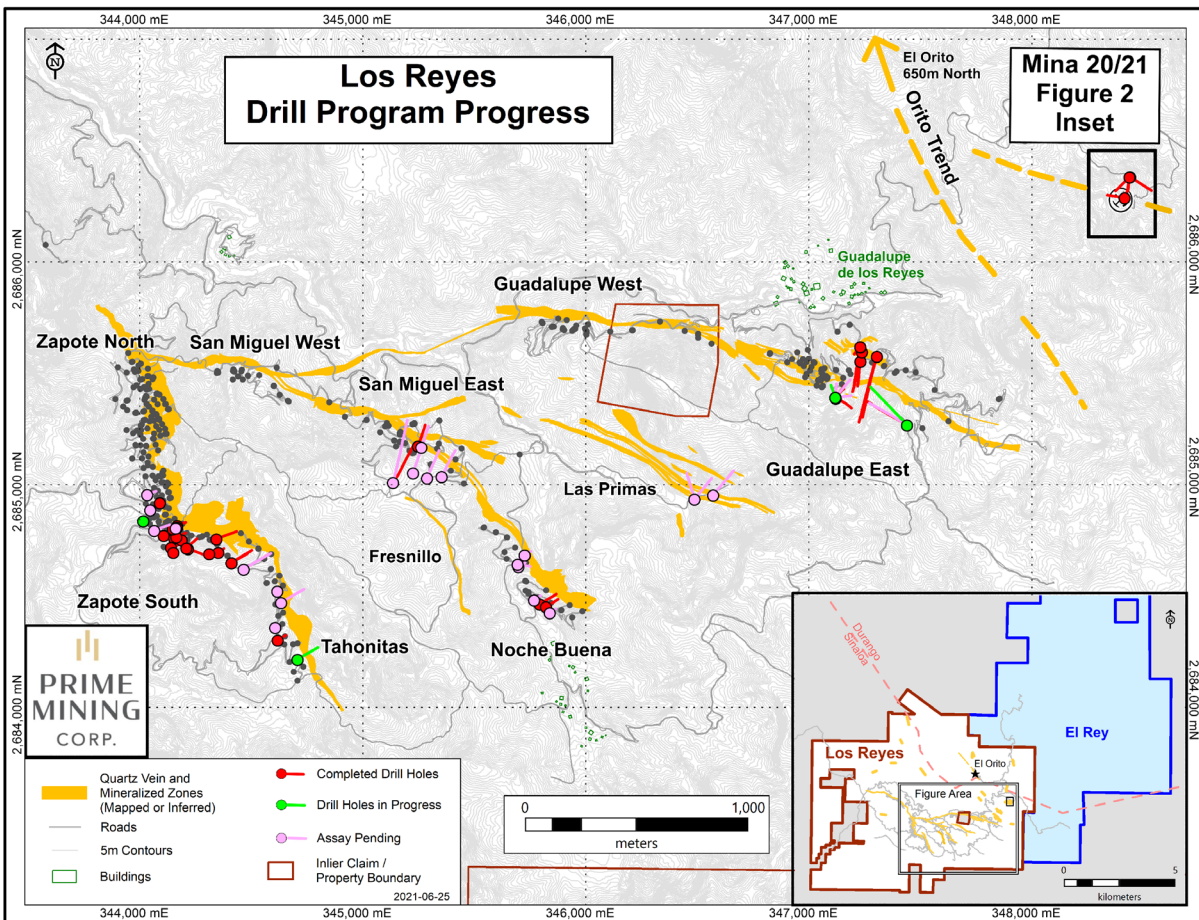 344,000 mE
345,000 mE
346,000 mE
347,000 mE
348,000 mE
N
Los Reyes
Drill Program Progress
El Orito
650m North
Orito Trend
Mina 20/21
Figure 2
Inset
2,686,000 mN
2,686,000 mN
Guadalupe
de los Reyes
Guadalupe West
Zapote North
San Miguel West
San Miguel East
2,685,000 mN
2,685,000 mN
Guadalupe East
Las Primas
Fresnillo
Zapote South
Tahonitas
Noche Buena
2,684,000 mN
2,684,000 mN
PRIME
MINING
CORP.
Quartz Vein and
Mineralized Zones
(Mapped or Inferred)
Roads
5m Contours
Buildings
Completed Drill Holes
Drill Holes in Progress
Assay Pending
Inlier Claim /
Property Boundary
2021-06-25
0
1,000
meters
N
Durango
Sinaloa
El Rey
Los Reyes
El Orito
Figure Area
0
5
kilometers
344,000 mE
345,000 mE
346,000 mE
347,000 mE
348,000 mE